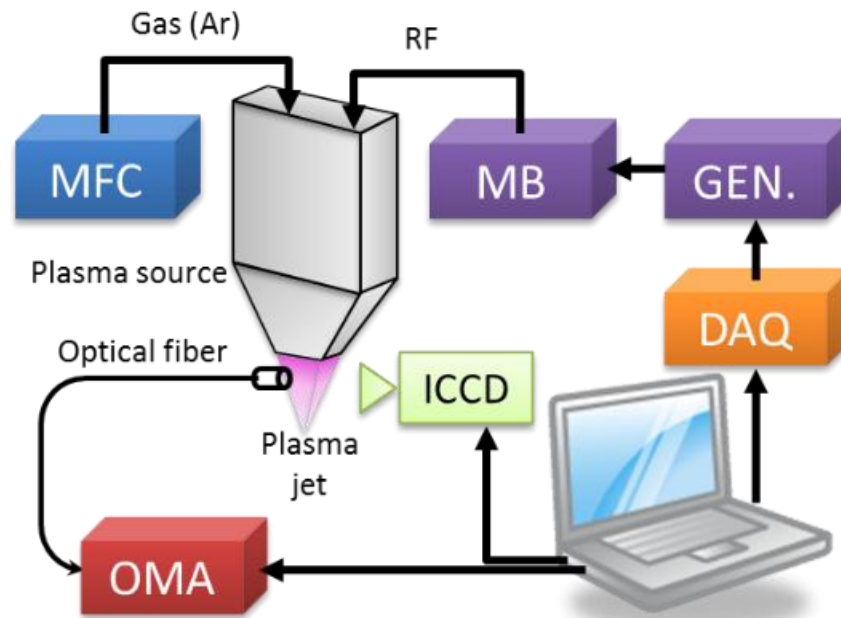 Gas (Ar)
RF
MFC
MB
GEN.
Plasma source
DAQ
Optical fiber
ICCD
Plasma
jet
OMA